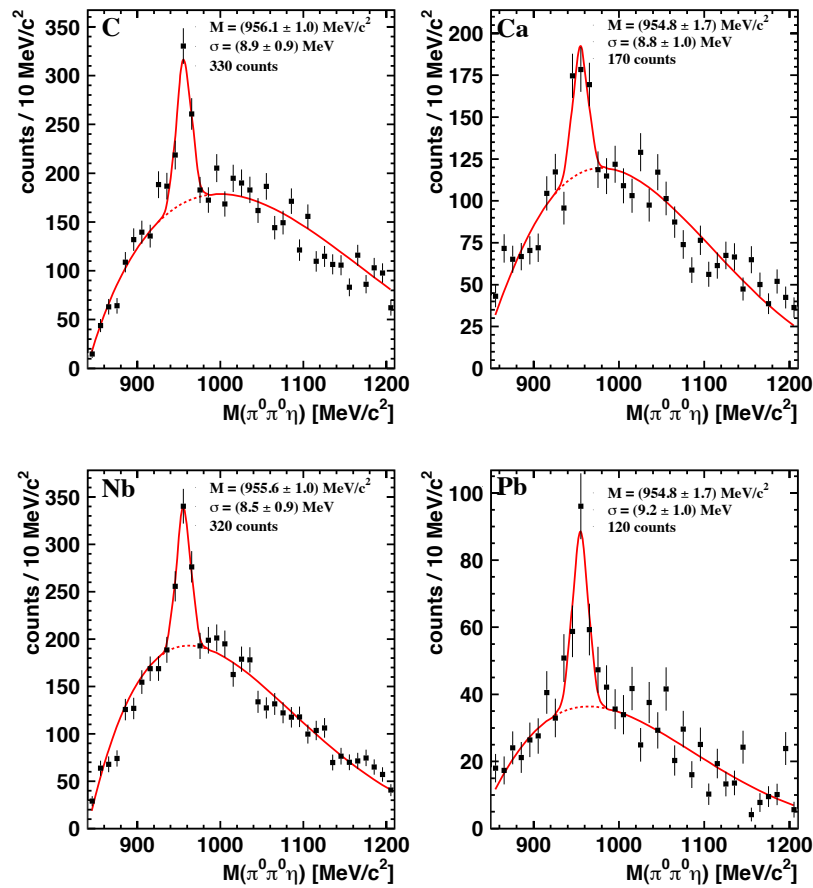 C
M = (956.1 ± 1.0) MeV/c²
σ = (8.9 ± 0.9) MeV
330 counts
counts / 10 MeV/c²
350
300
250
200
150
100
50
0
900 1000 1100 1200
M(π⁰π⁰η) [MeV/c²]
Ca
M = (954.8 ± 1.7) MeV/c²
σ = (8.8 ± 1.0) MeV
170 counts
counts / 10 MeV/c²
200
175
150
125
100
75
50
25
0
900 1000 1100 1200
M(π⁰π⁰η) [MeV/c²]
Nb
M = (955.6 ± 1.0) MeV/c²
σ = (8.5 ± 0.9) MeV
320 counts
counts / 10 MeV/c²
350
300
250
200
150
100
50
0
900 1000 1100 1200
M(π⁰π⁰η) [MeV/c²]
Pb
M = (954.8 ± 1.7) MeV/c²
σ = (9.2 ± 1.0) MeV
120 counts
counts / 10 MeV/c²
100
80
60
40
20
0
900 1000 1100 1200
M(π⁰π⁰η) [MeV/c²]